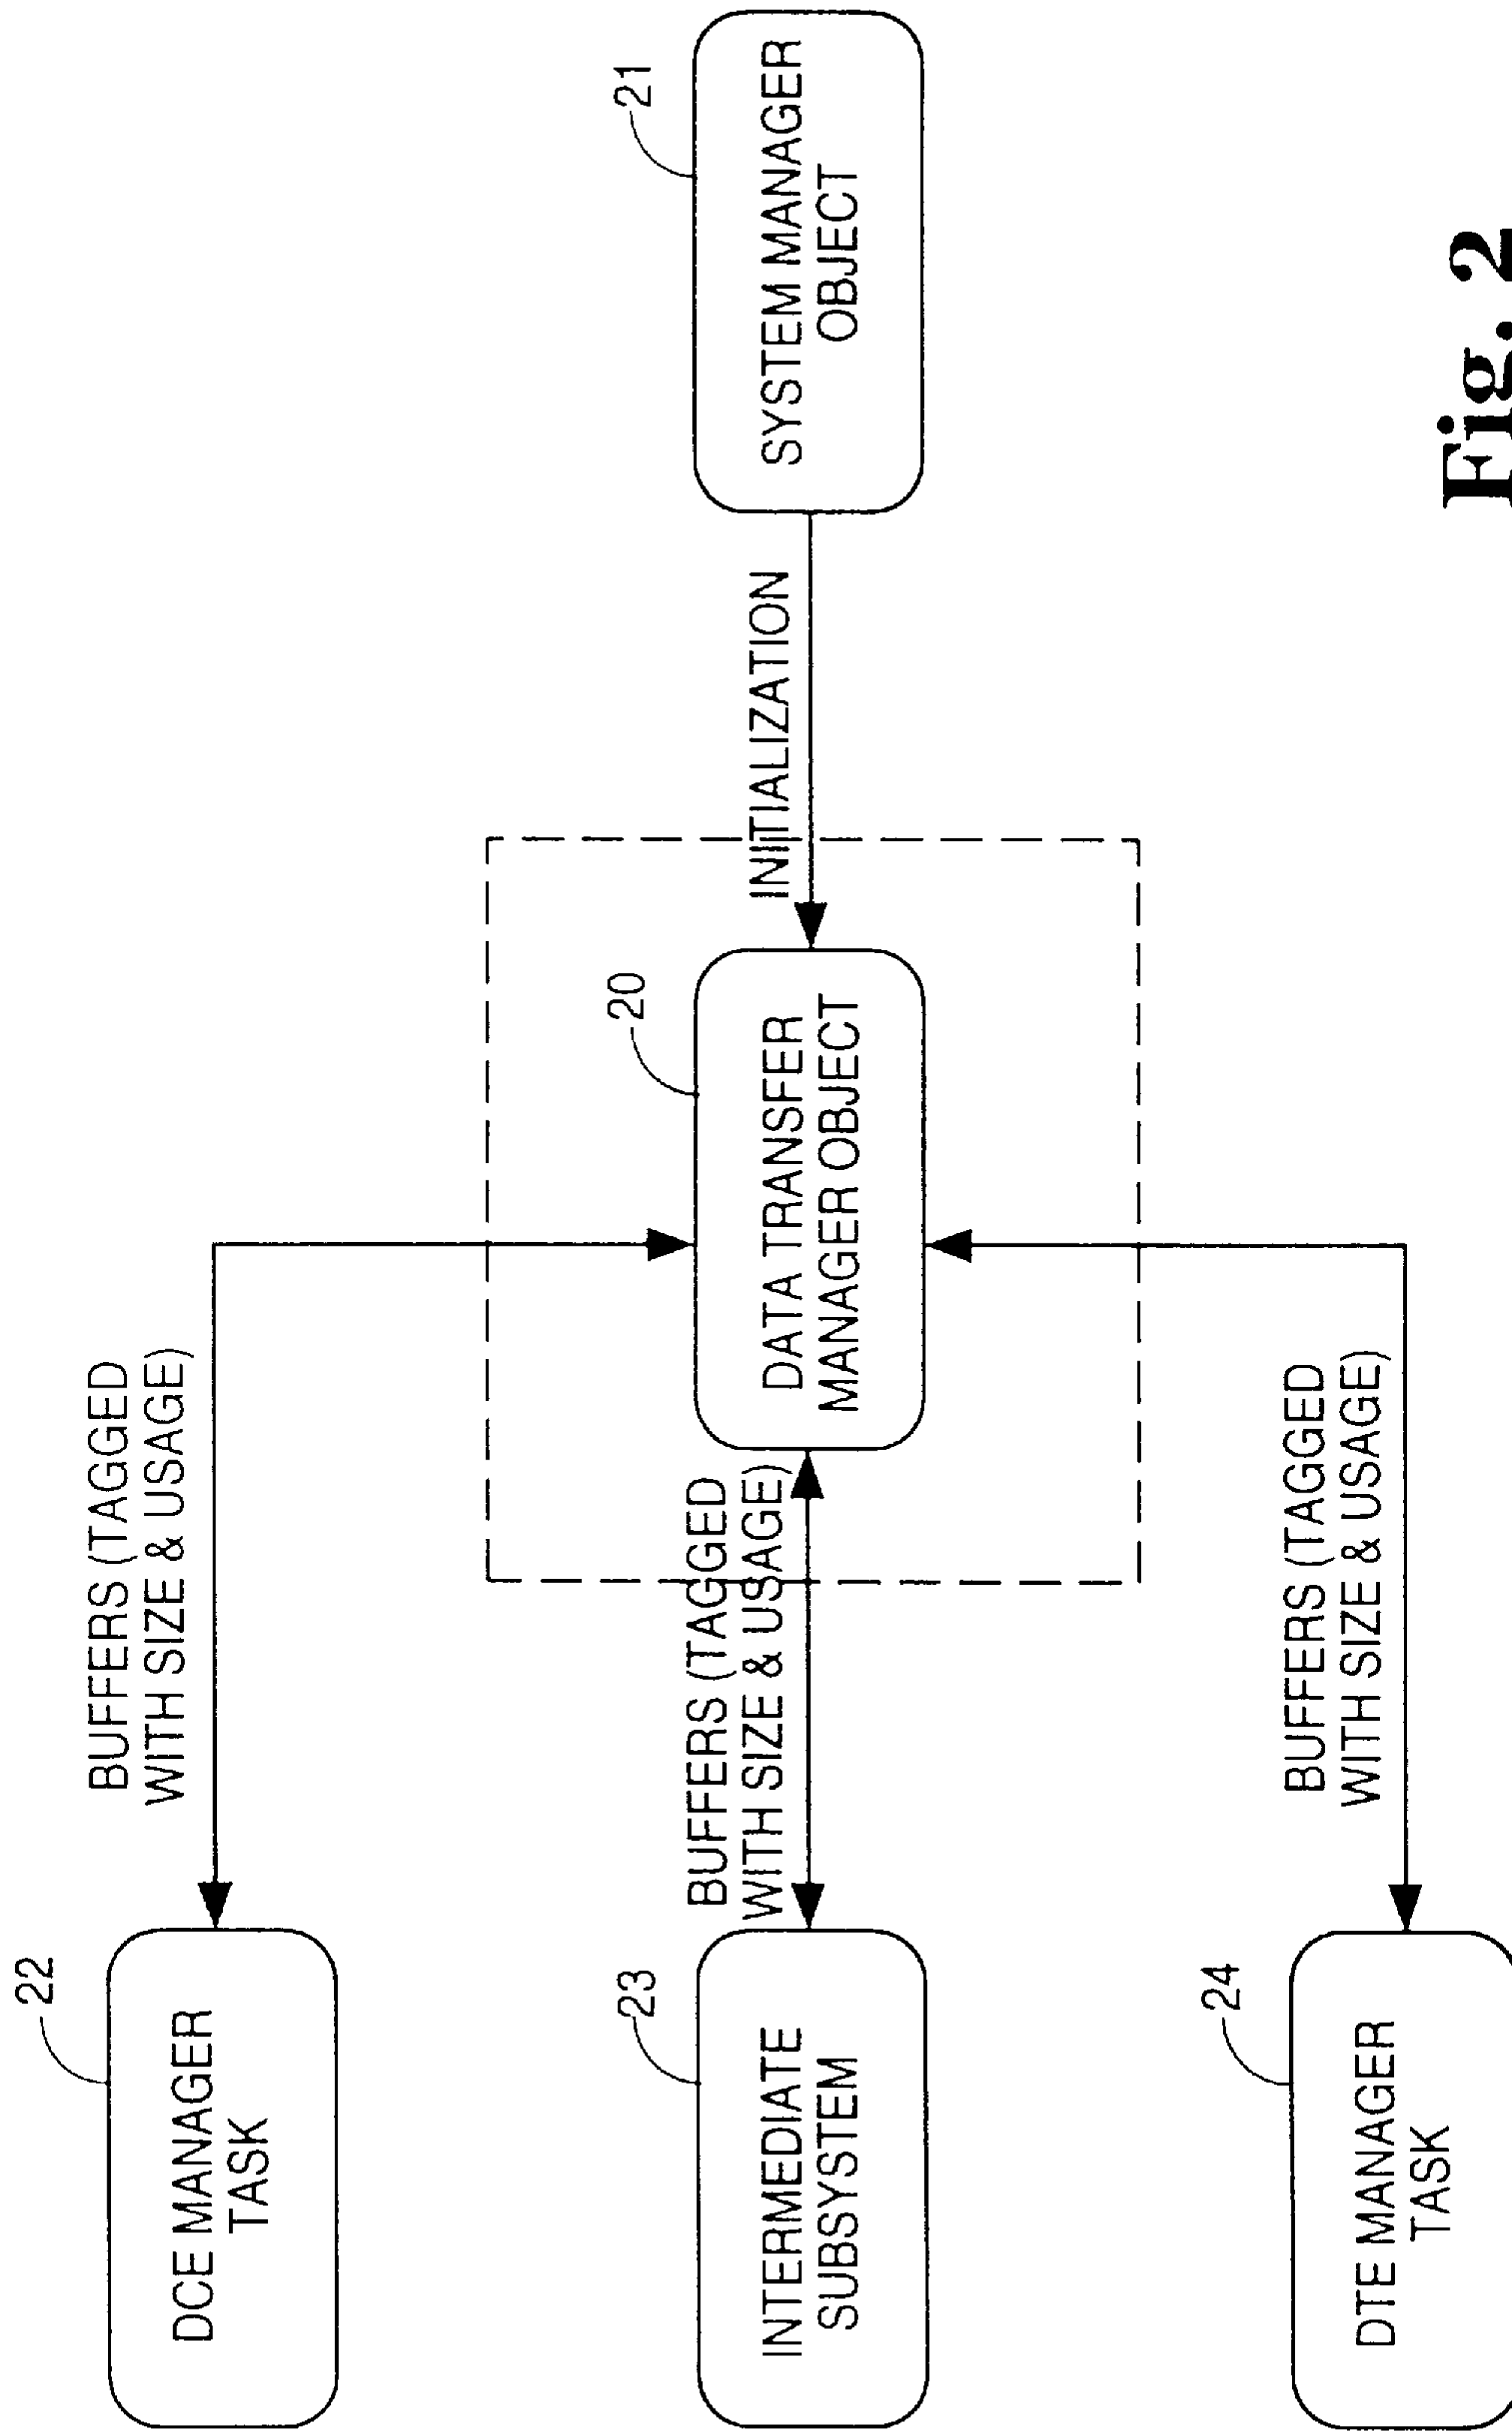 22
DCE MANAGER
TASK
BUFFERS (TAGGED
WITH SIZE & USAGE)
23
INTERMEDIATE
SUBSYSTEM
BUFFERS (TAGGED
WITH SIZE & USAGE)
20
DATA TRANSFER
MANAGER OBJECT
INITIALIZATION
21
SYSTEM MANAGER
OBJECT
24
DTE MANAGER
TASK
BUFFERS (TAGGED
WITH SIZE & USAGE)
Fig. 2